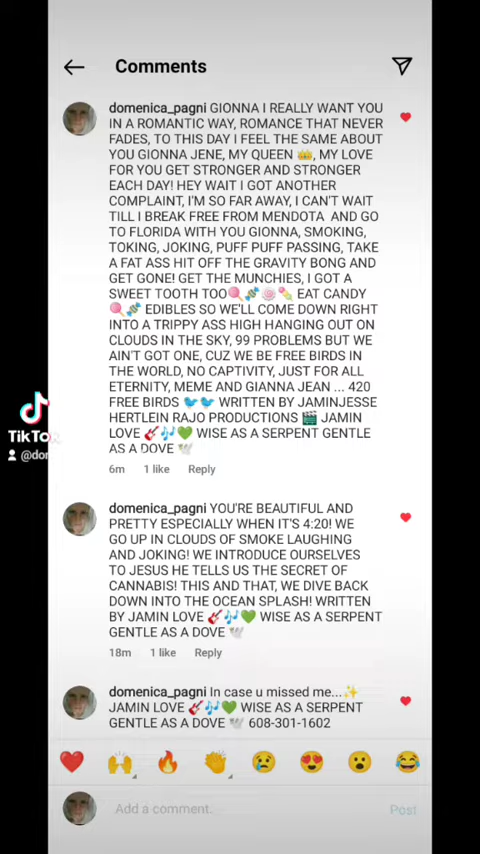 Comments
domenica_pagni GIONNA I REALLY WANT YOU
IN A ROMANTIC WAY, ROMANCE THAT NEVER
FADES, TO THIS DAY I FEEL THE SAME ABOUT
YOU GIONNA JENE, MY QUEEN 👑, MY LOVE
FOR YOU GET STRONGER AND STRONGER
EACH DAY! HEY WAIT I GOT ANOTHER
COMPLAINT, I'M SO FAR AWAY, I CAN'T WAIT
TILL I BREAK FREE FROM MENDOTA AND GO
TO FLORIDA WITH YOU GIONNA, SMOKING,
TOKING, JOKING, PUFF PUFF PASSING, TAKE
A FAT ASS HIT OFF THE GRAVITY BONG AND
GET GONE! GET THE MUNCHIES, I GOT A
SWEET TOOTH TOO🍭🍬🍥💊 EAT CANDY
🍭🍬 EDIBLES SO WE'LL COME DOWN RIGHT
INTO A TRIPPY ASS HIGH HANGING OUT ON
CLOUDS IN THE SKY, 99 PROBLEMS BUT WE
AIN'T GOT ONE, CUZ WE BE FREE BIRDS IN
THE WORLD, NO CAPTIVITY, JUST FOR ALL
ETERNITY, MEME AND GIANNA JEAN ... 420
FREE BIRDS 🐦🐦 WRITTEN BY JAMINJESSE
HERTLEIN RAJO PRODUCTIONS 🎬 JAMIN
LOVE 🎸🎶💚 WISE AS A SERPENT GENTLE
AS A DOVE 🕊
6m 1 like Reply
TikTok
@dor
domenica_pagni YOU'RE BEAUTIFUL AND
PRETTY ESPECIALLY WHEN IT'S 4:20! WE
GO UP IN CLOUDS OF SMOKE LAUGHING
AND JOKING! WE INTRODUCE OURSELVES
TO JESUS HE TELLS US THE SECRET OF
CANNABIS! THIS AND THAT, WE DIVE BACK
DOWN INTO THE OCEAN SPLASH! WRITTEN
BY JAMIN LOVE 🎸🎶💚 WISE AS A SERPENT
GENTLE AS A DOVE 🕊
18m 1 like Reply
domenica_pagni In case u missed me...✨
JAMIN LOVE 🎸🎶💚 WISE AS A SERPENT
GENTLE AS A DOVE 🕊 608-301-1602
Add a comment.
Post